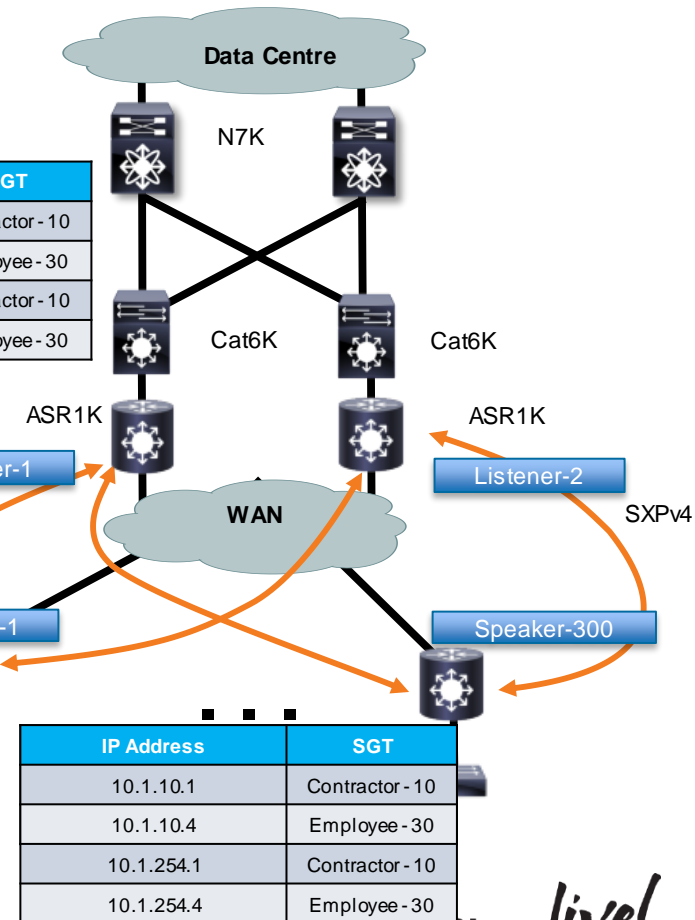 Data Centre
N7K
GT
ctor - 10
oyee - 30
ctor - 10
oyee - 30
Cat6K
Cat6K
ASR1K
ASR1K
er-1
Listener-2
SXPv4
WAN
-1
Speaker-300
IP Address SGT
10.1.10.1 Contractor - 10
10.1.10.4 Employee - 30
10.1.254.1 Contractor - 10
10.1.254.4 Employee - 30
live!